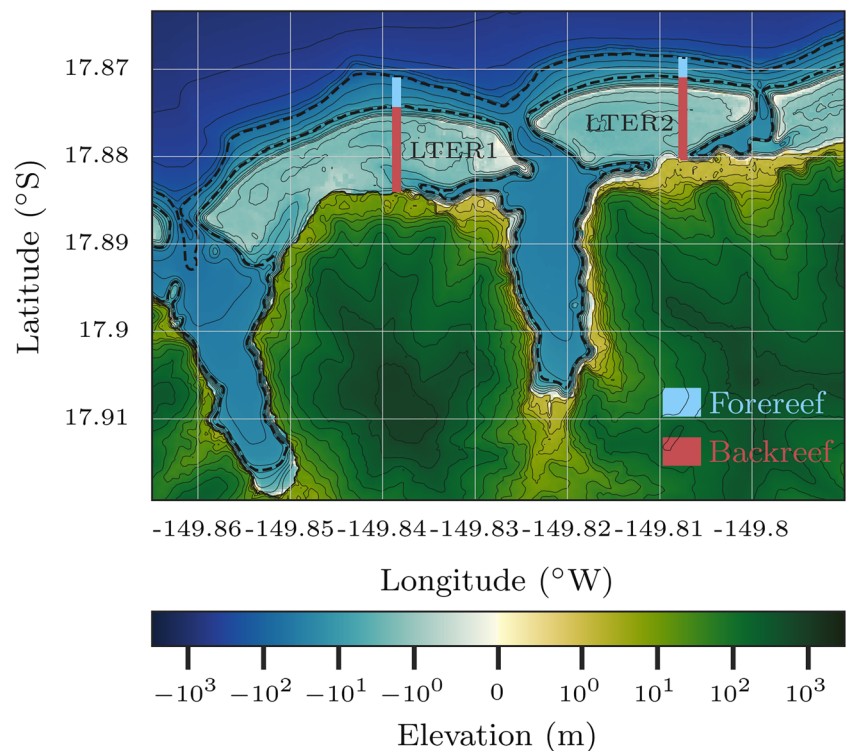 17.87
17.88
17.89
17.9
17.91
Latitude (°S)
LTER1
LTER2
Forereef
Backreef
-149.86 -149.85 -149.84 -149.83 -149.82 -149.81 -149.8
Longitude (°W)
−10³ −10² −10¹ −10⁰ 0 10⁰ 10¹ 10² 10³
Elevation (m)